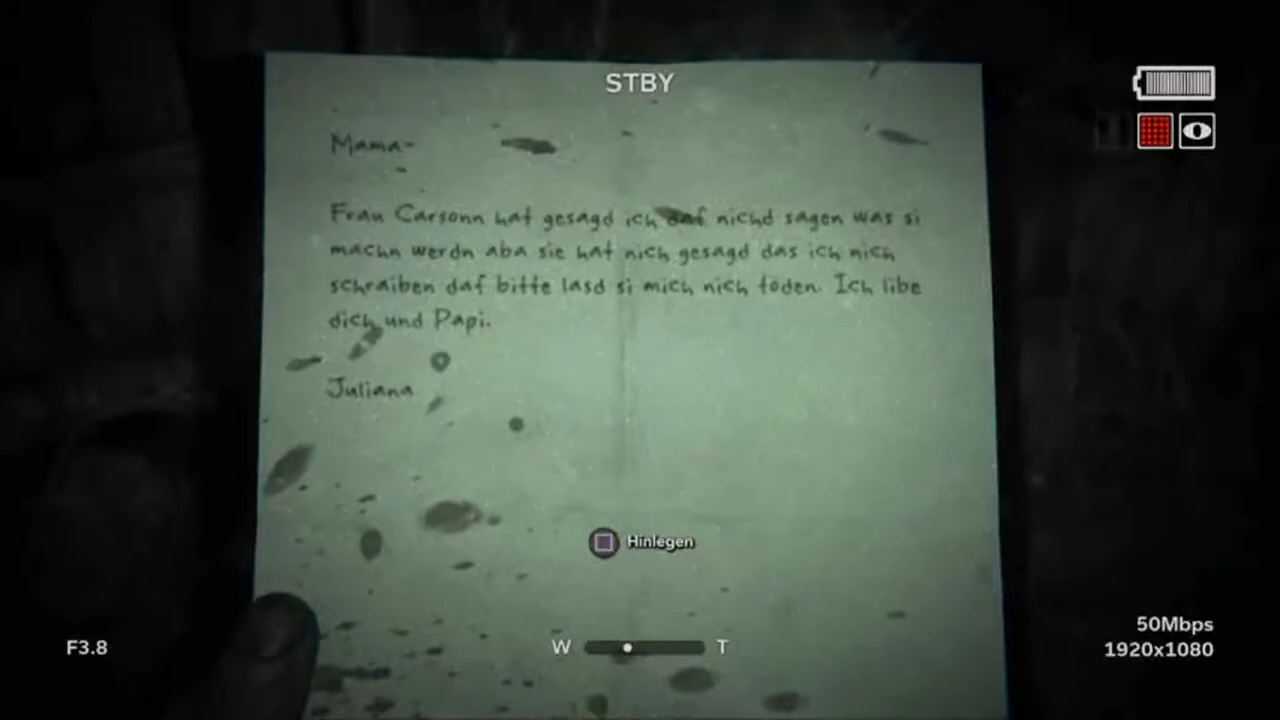 STBY
Mama-
Frau Carsonn hat gesagd ich daf nichd sagen was si
machn werdn aba sie hat nich gesagd das ich nich
schraiben daf bitte lasd si mich nich töden. Ich libe
dich und Papi.
Juliana
Hinlegen
F3.8
W T
50Mbps
1920x1080